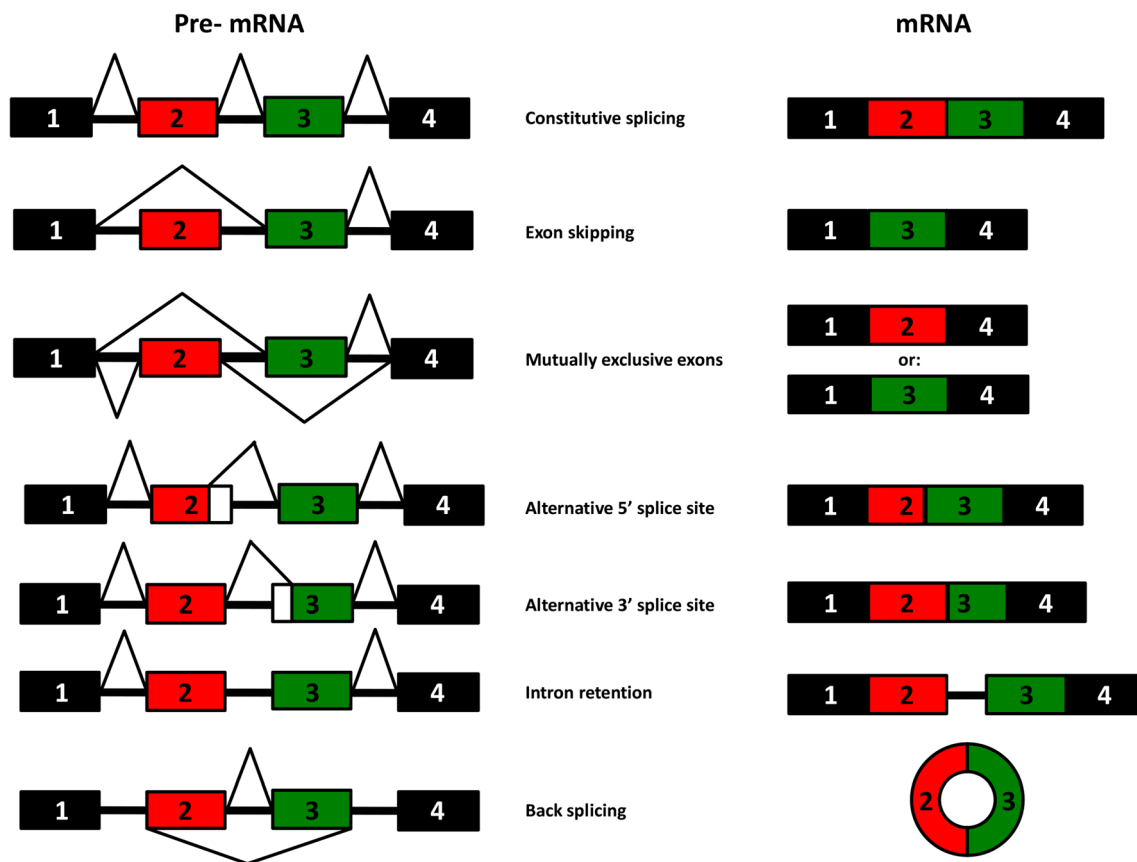 Pre- mRNA mRNA
1 2 3 4 Constitutive splicing 1 2 3 4
1 2 3 4 Exon skipping 1 3 4
1 2 4
1 2 3 4 Mutually exclusive exons or:
1 3 4
1 2 3 4 Alternative 5’ splice site 1 2 3 4
1 2 3 4 Alternative 3’ splice site 1 2 3 4
1 2 3 4 Intron retention 1 2 3 4
1 2 3 4 Back splicing 2 3